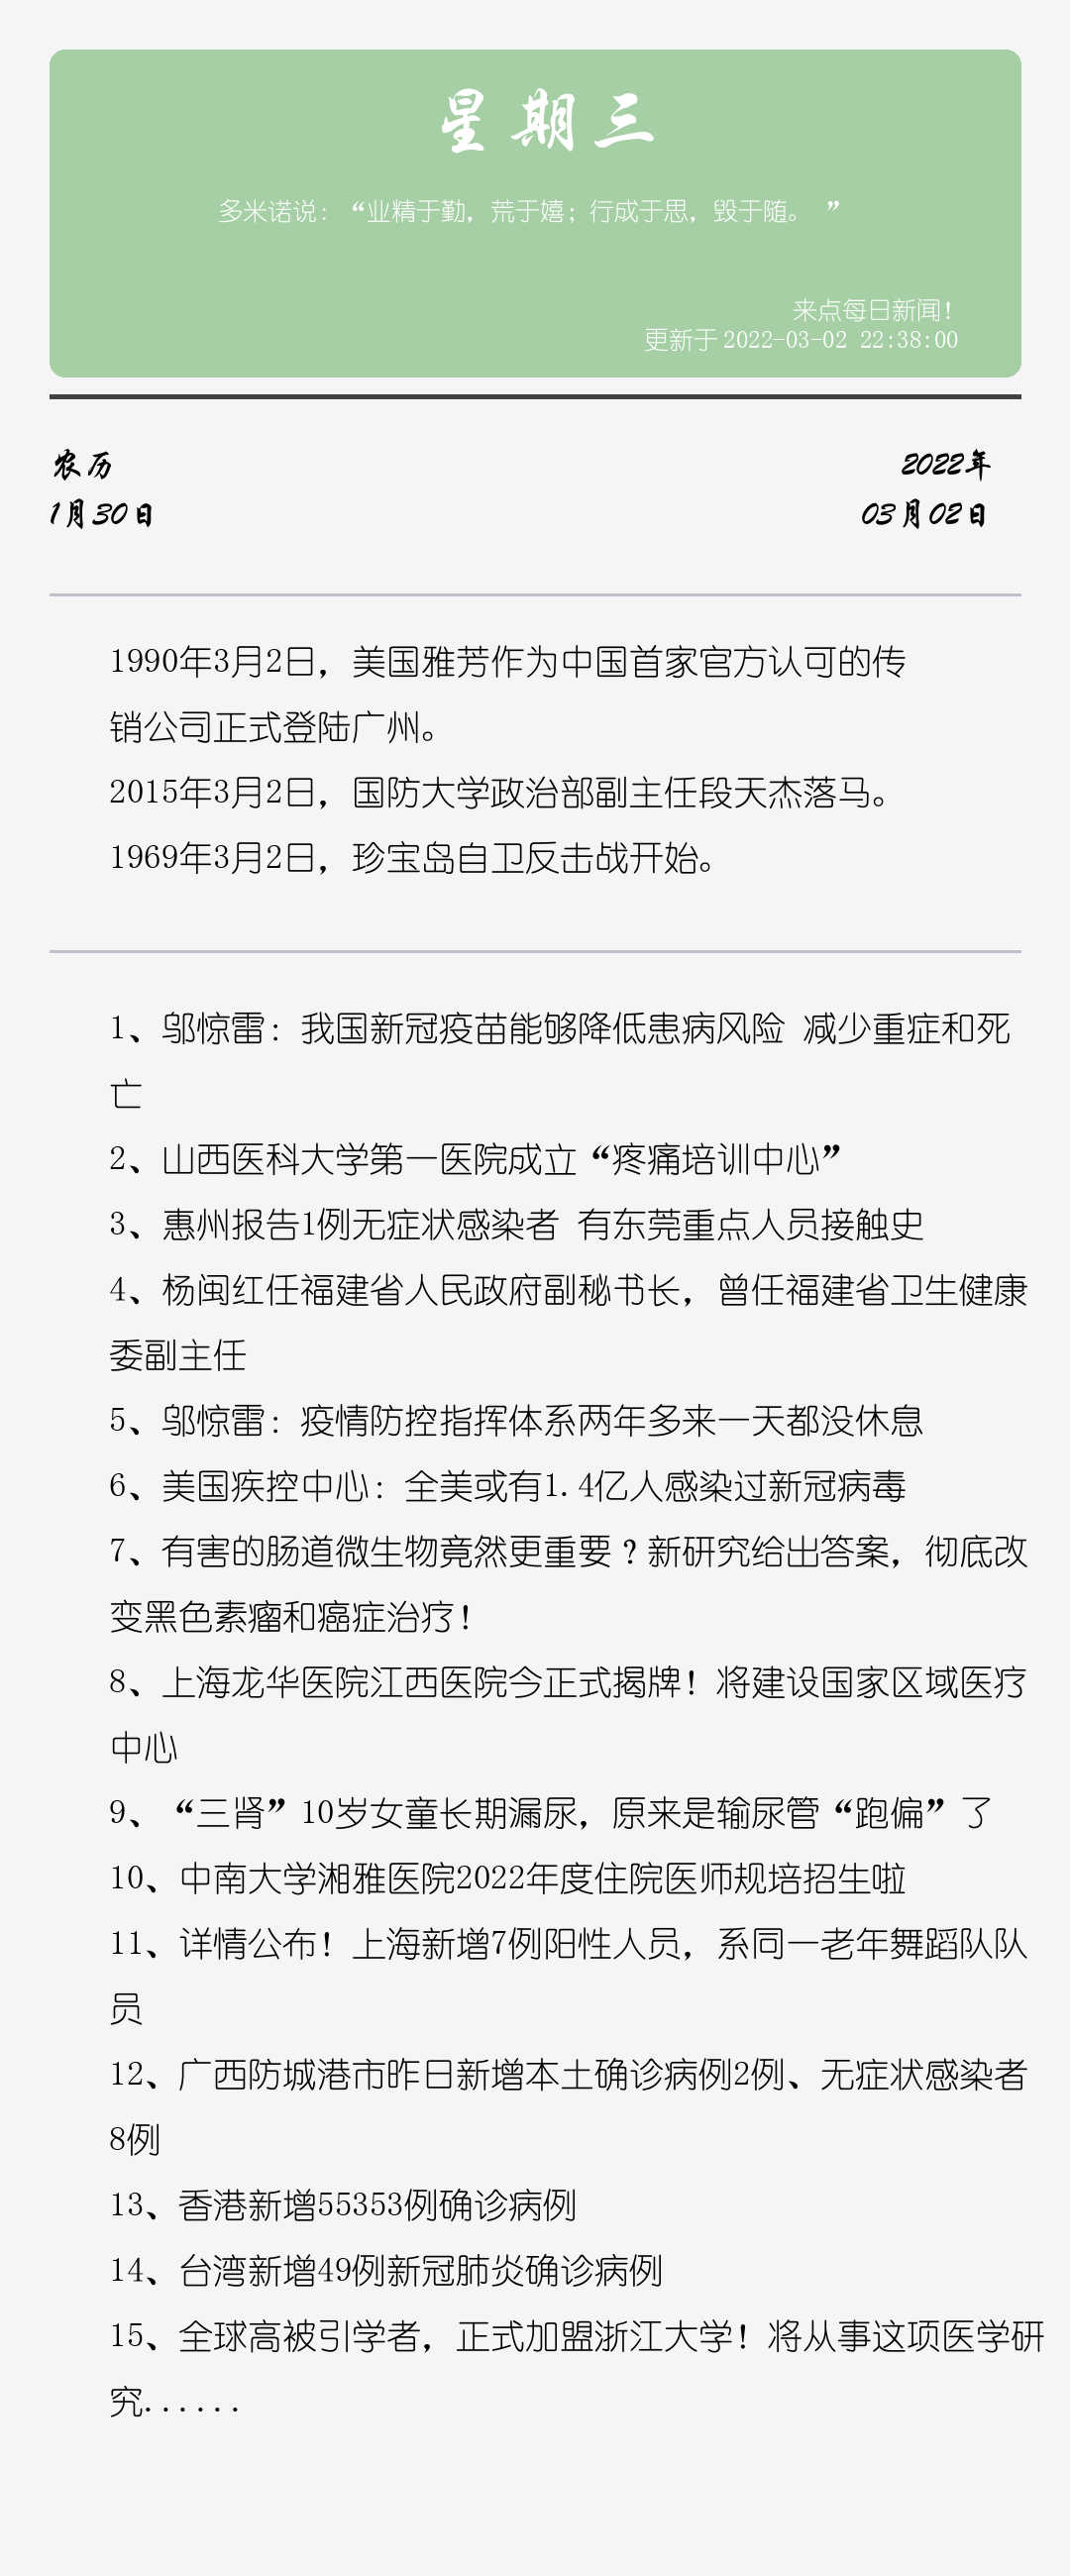 星期三
多米诺说：“业精于勤，荒于嬉；行成于思，毁于随。 ”
来点每日新闻！
更新于 2022-03-02 22:38:00
农历
2022年
1月30日
03月02日
1990年3月2日，美国雅芳作为中国首家官方认可的传
销公司正式登陆广州。
2015年3月2日，国防大学政治部副主任段天杰落马。
1969年3月2日，珍宝岛自卫反击战开始。
1、邬惊雷：我国新冠疫苗能够降低患病风险 减少重症和死
亡
2、山西医科大学第一医院成立“疼痛培训中心”
3、惠州报告1例无症状感染者 有东莞重点人员接触史
4、杨闽红任福建省人民政府副秘书长，曾任福建省卫生健康
委副主任
5、邬惊雷：疫情防控指挥体系两年多来一天都没休息
6、美国疾控中心：全美或有1.4亿人感染过新冠病毒
7、有害的肠道微生物竟然更重要？新研究给出答案，彻底改
变黑色素瘤和癌症治疗！
8、上海龙华医院江西医院今正式揭牌！将建设国家区域医疗
中心
9、“三肾”10岁女童长期漏尿，原来是输尿管“跑偏”了
10、中南大学湘雅医院2022年度住院医师规培招生啦
11、详情公布！上海新增7例阳性人员，系同一老年舞蹈队队
员
12、广西防城港市昨日新增本土确诊病例2例、无症状感染者
8例
13、香港新增55353例确诊病例
14、台湾新增49例新冠肺炎确诊病例
15、全球高被引学者，正式加盟浙江大学！将从事这项医学研
究......